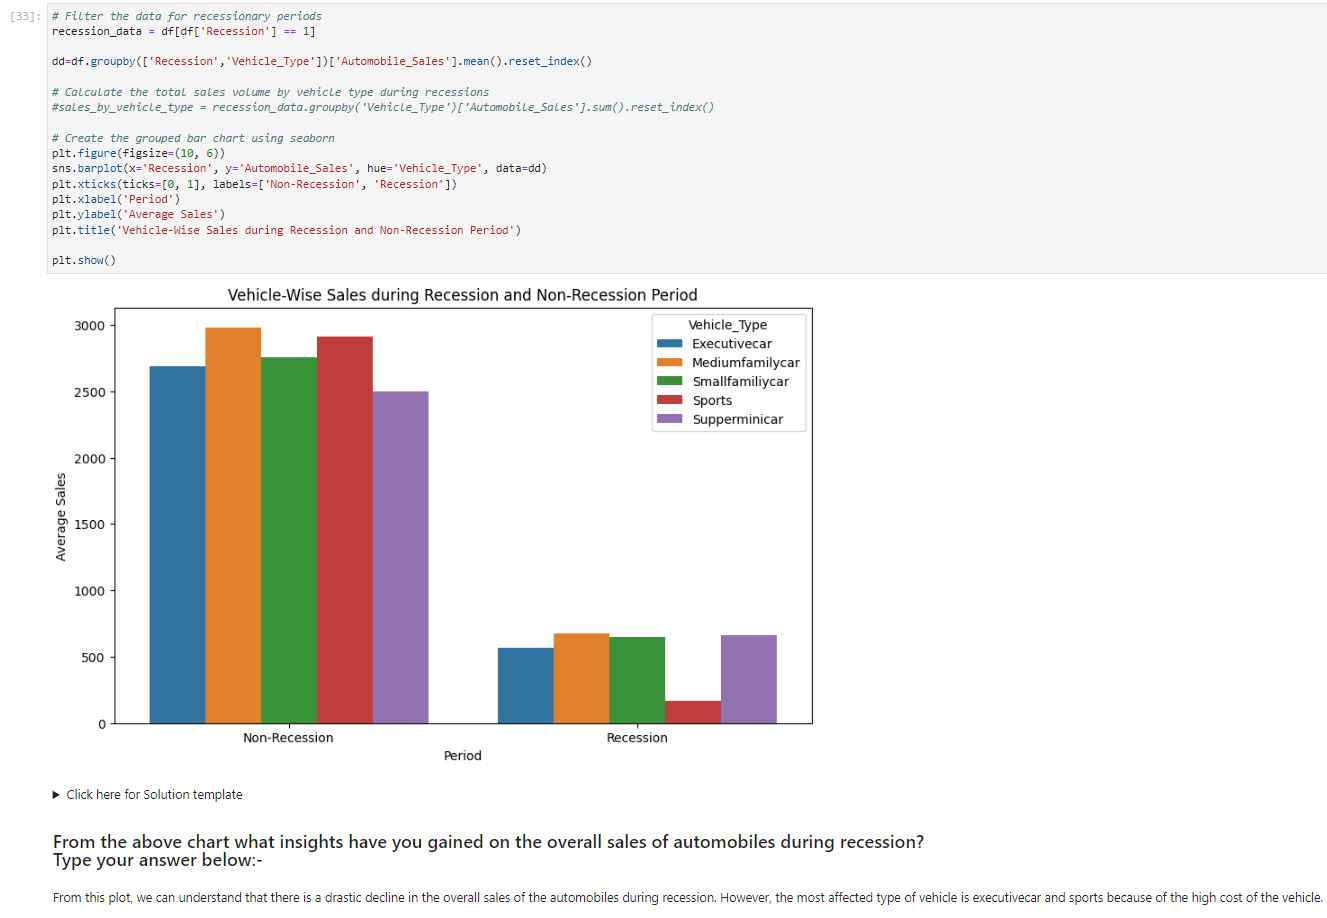 [33]:
# Filter the data for recessionary periods
recession_data = df[df['Recession'] == 1]
dd=df.groupby(['Recession','Vehicle_Type'])['Automobile_Sales'].mean().reset_index()
# Calculate the total sales volume by vehicle type during recessions
#sales_by_vehicle_type = recession_data.groupby('Vehicle_Type')['Automobile_Sales'].sum().reset_index()
# Create the grouped bar chart using seaborn
plt.figure(figsize=(10, 6))
sns.barplot(x='Recession', y='Automobile_Sales', hue='Vehicle_Type', data=dd)
plt.xticks(ticks=[0, 1], labels=['Non-Recession', 'Recession'])
plt.xlabel('Period')
plt.ylabel('Average Sales')
plt.title('Vehicle-Wise Sales during Recession and Non-Recession Period')
plt.show()
Vehicle-Wise Sales during Recession and Non-Recession Period
3000
2500
2000
1500
1000
500
0
Average Sales
Vehicle_Type
Executivecar
Mediumfamilycar
Smallfamiliycar
Sports
Supperminicar
Non-Recession
Recession
Period
Click here for Solution template
From the above chart what insights have you gained on the overall sales of automobiles during recession?
Type your answer below:-
From this plot, we can understand that there is a drastic decline in the overall sales of the automobiles during recession. However, the most affected type of vehicle is executivecar and sports because of the high cost of the vehicle.